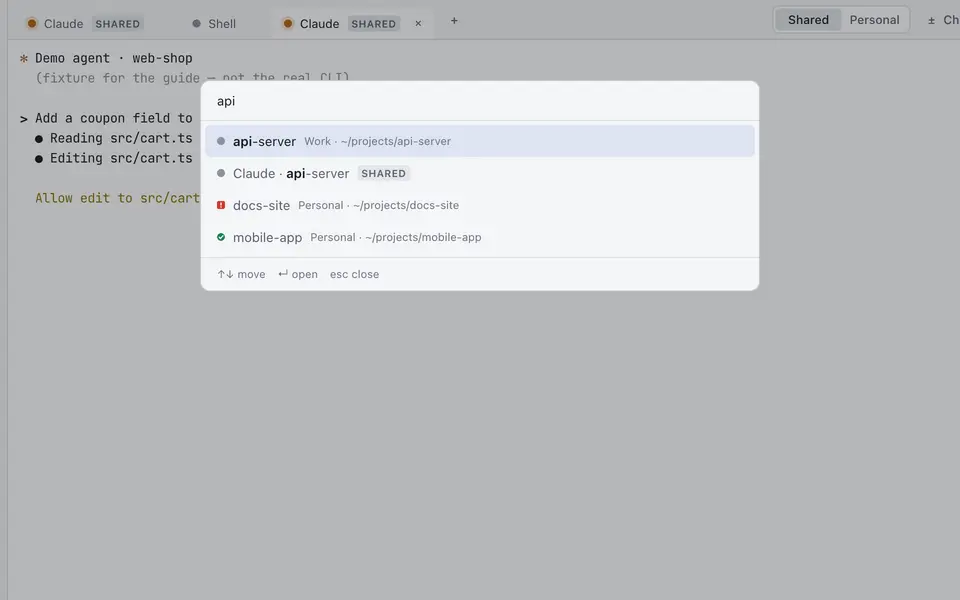 Claude SHARED Shell Claude SHARED × + Shared Personal ± Ch
* Demo agent · web-shop
(fixture for the guide — not the real CLI)
api
> Add a coupon field to
● Reading src/cart.ts
● Editing src/cart.ts
Allow edit to src/cart
api-server Work · ~/projects/api-server
Claude · api-server SHARED
docs-site Personal · ~/projects/docs-site
mobile-app Personal · ~/projects/mobile-app
↑↓ move ↵ open esc close